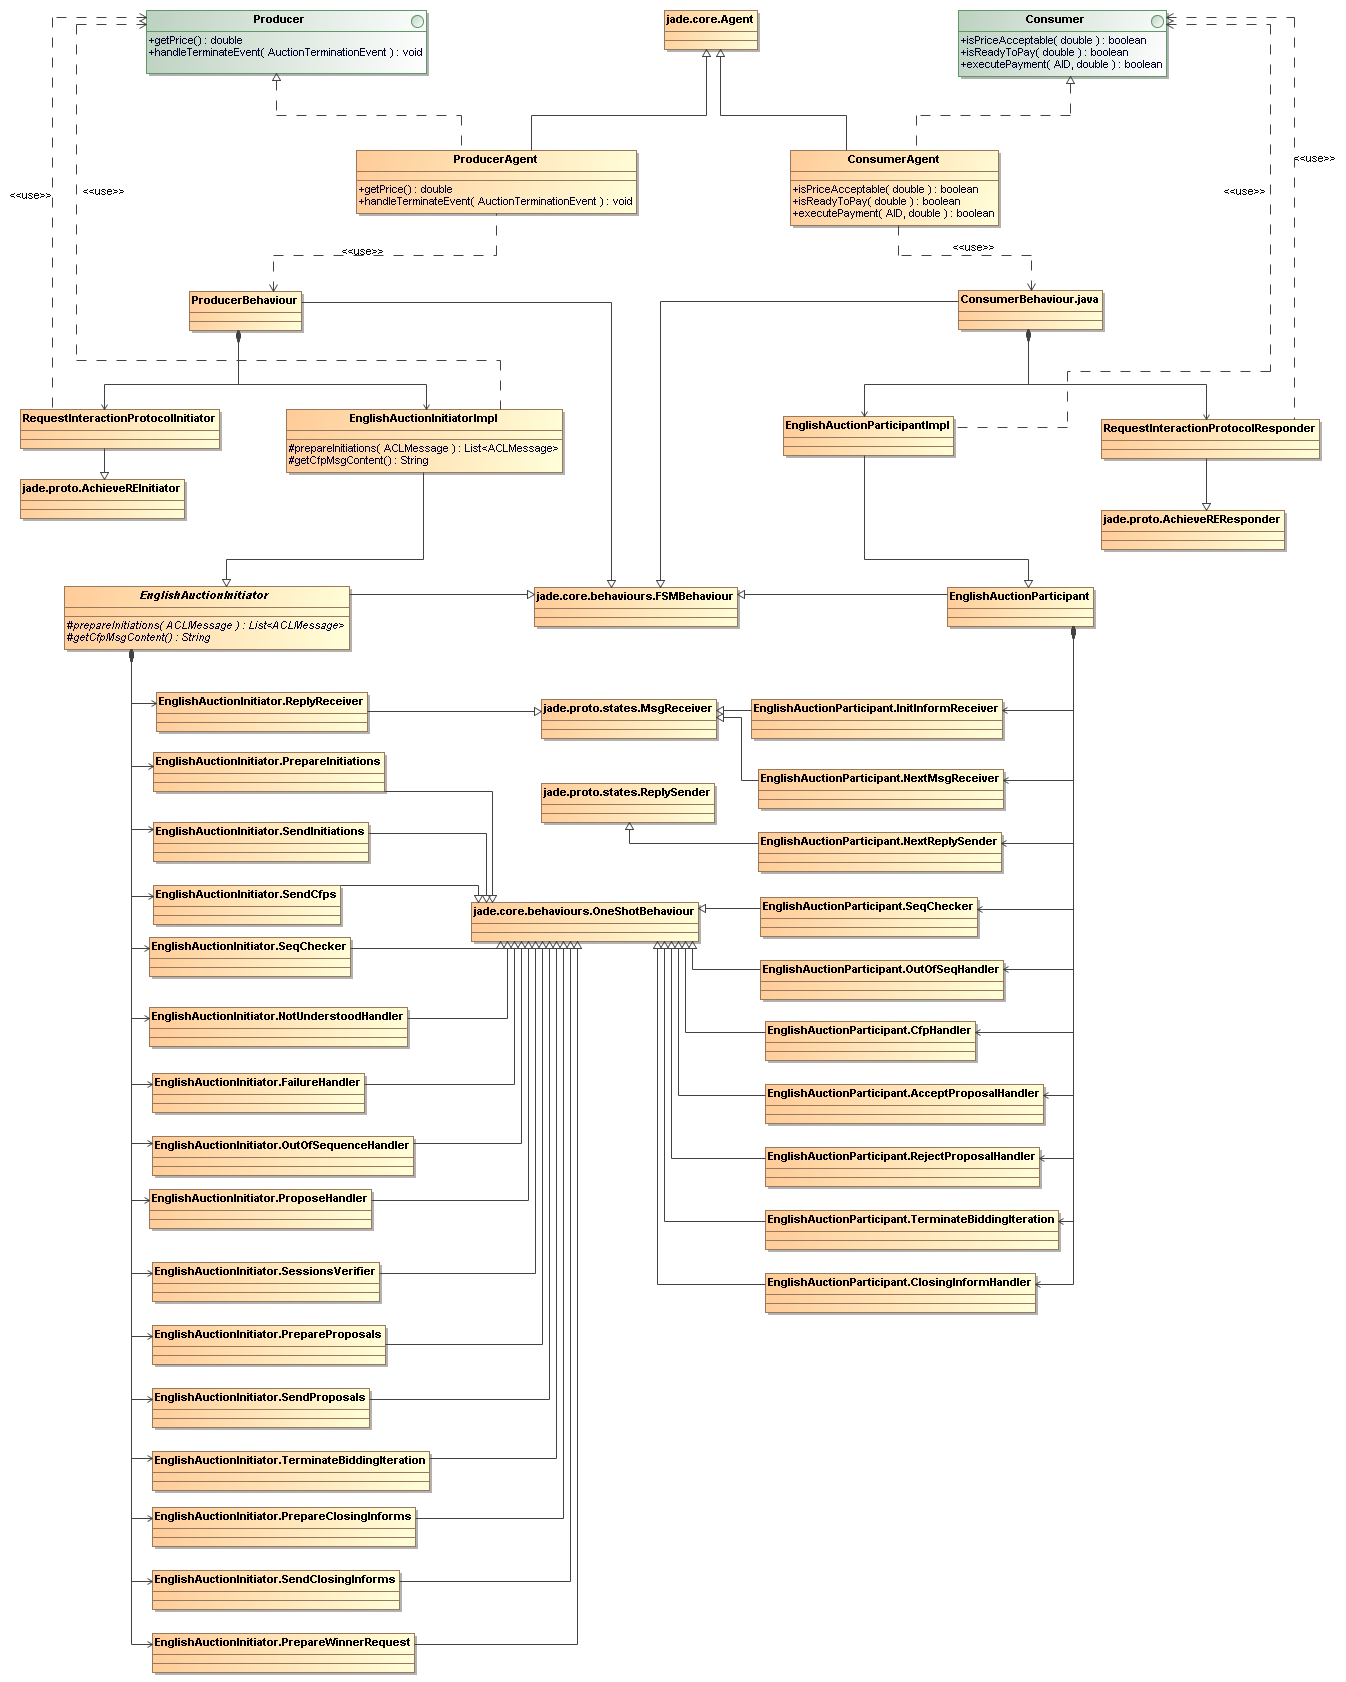 Producer
+getPrice() : double
+handleTerminateEvent( AuctionTerminationEvent ) : void
jade.core.Agent
Consumer
+isPriceAcceptable( double ) : boolean
+isReadyToPay( double ) : boolean
+executePayment( AID, double ) : boolean
ProducerAgent
+getPrice() : double
+handleTerminateEvent( AuctionTerminationEvent ) : void
ConsumerAgent
+isPriceAcceptable( double ) : boolean
+isReadyToPay( double ) : boolean
+executePayment( AID, double ) : boolean
<<use>>
<<use>>
<<use>>
<<use>>
<<use>>
<<use>>
ProducerBehaviour
ConsumerBehaviour.java
RequestInteractionProtocolInitiator
EnglishAuctionInitiatorImpl
#prepareInitiations( ACLMessage ) : List<ACLMessage>
#getCfpMsgContent() : String
EnglishAuctionParticipantImpl
RequestInteractionProtocolResponder
jade.proto.AchieveREInitiator
jade.proto.AchieveREResponder
EnglishAuctionInitiator
#prepareInitiations( ACLMessage ) : List<ACLMessage>
#getCfpMsgContent() : String
jade.core.behaviours.FSMBehaviour
EnglishAuctionParticipant
EnglishAuctionInitiator.ReplyReceiver
jade.proto.states.MsgReceiver
EnglishAuctionParticipant.InitInformReceiver
EnglishAuctionInitiator.PrepareInitiations
EnglishAuctionParticipant.NextMsgReceiver
jade.proto.states.ReplySender
EnglishAuctionInitiator.SendInitiations
EnglishAuctionParticipant.NextReplySender
EnglishAuctionInitiator.SendCfps
jade.core.behaviours.OneShotBehaviour
EnglishAuctionParticipant.SeqChecker
EnglishAuctionInitiator.SeqChecker
EnglishAuctionParticipant.OutOfSeqHandler
EnglishAuctionInitiator.NotUnderstoodHandler
EnglishAuctionParticipant.CfpHandler
EnglishAuctionInitiator.FailureHandler
EnglishAuctionParticipant.AcceptProposalHandler
EnglishAuctionInitiator.OutOfSequenceHandler
EnglishAuctionParticipant.RejectProposalHandler
EnglishAuctionInitiator.ProposeHandler
EnglishAuctionParticipant.TerminateBiddingIteration
EnglishAuctionInitiator.SessionsVerifier
EnglishAuctionParticipant.ClosingInformHandler
EnglishAuctionInitiator.PrepareProposals
EnglishAuctionInitiator.SendProposals
EnglishAuctionInitiator.TerminateBiddingIteration
EnglishAuctionInitiator.PrepareClosingInforms
EnglishAuctionInitiator.SendClosingInforms
EnglishAuctionInitiator.PrepareWinnerRequest